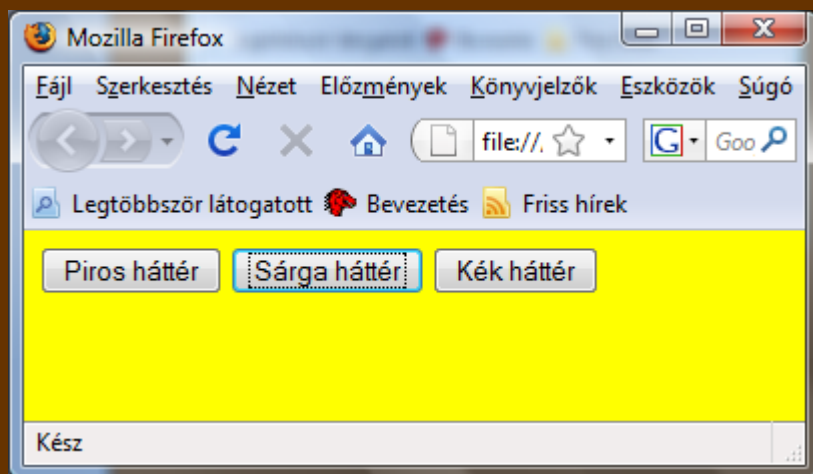 Mozilla Firefox
Fájl Szerkesztés Nézet Előzmények Könyvjelzők Eszközök Súgó
file://. G Goo
Legtöbbször látogatott Bevezetés Friss hírek
Piros háttér Sárga háttér Kék háttér
Kész